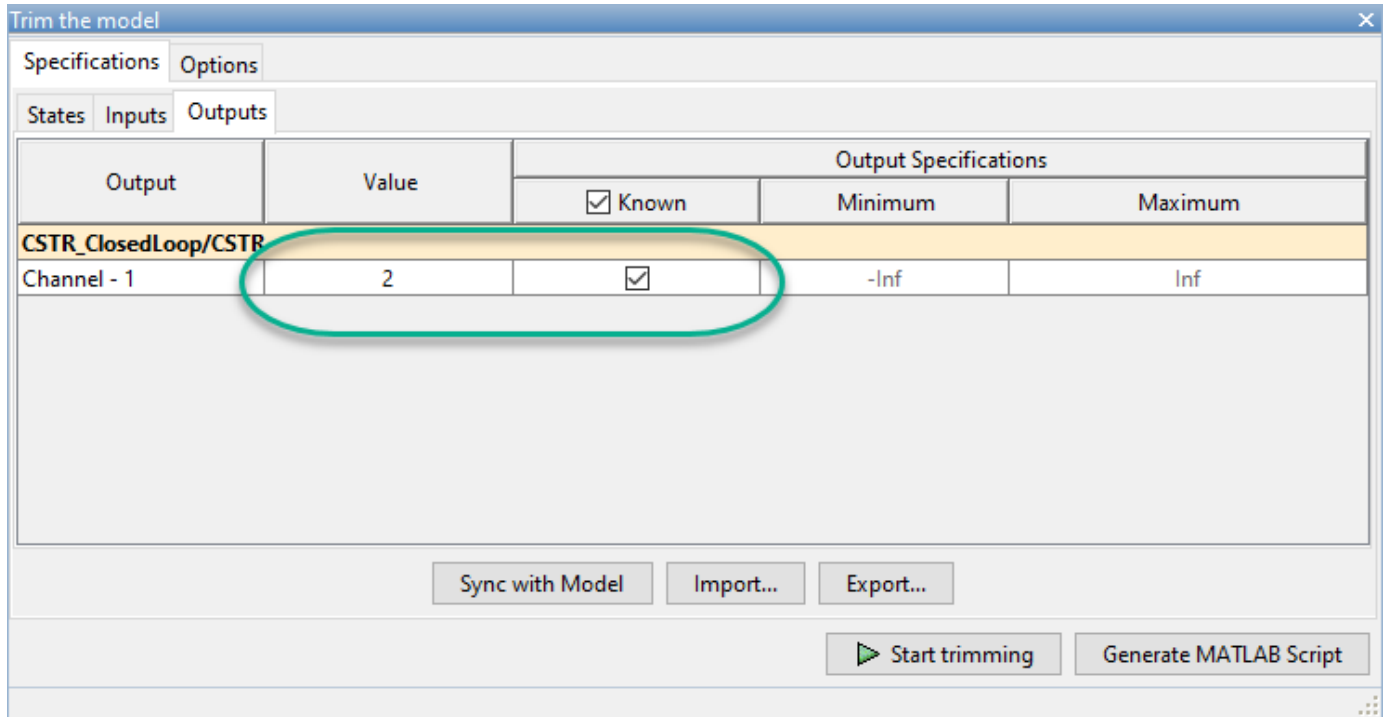 Trim the model
Specifications Options
States Inputs Outputs
Output Value Output Specifications
Known Minimum Maximum
CSTR_ClosedLoop/CSTR
Channel - 1 2 -Inf Inf
Sync with Model Import... Export...
Start trimming Generate MATLAB Script